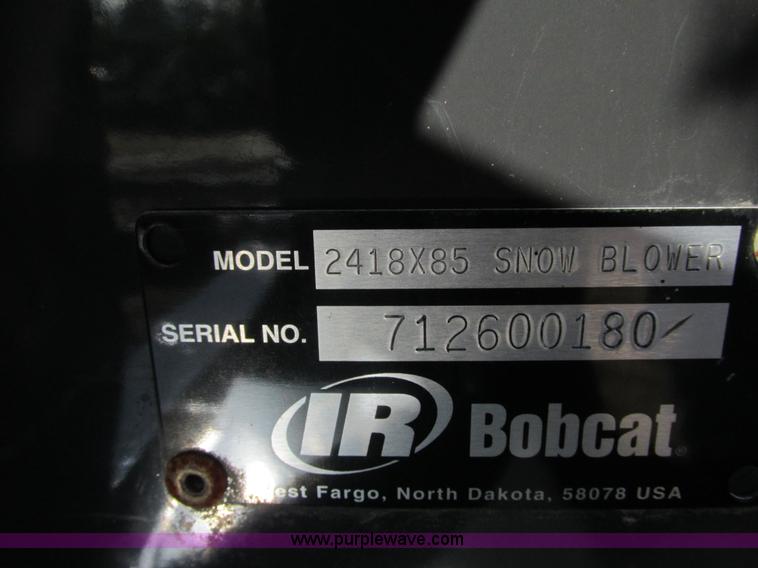 MODEL 2418X85 SNOW BLOWER
SERIAL NO. 712600180
IR Bobcat®
Fargo, North Dakota, 58078 USA
www.purplewave.com